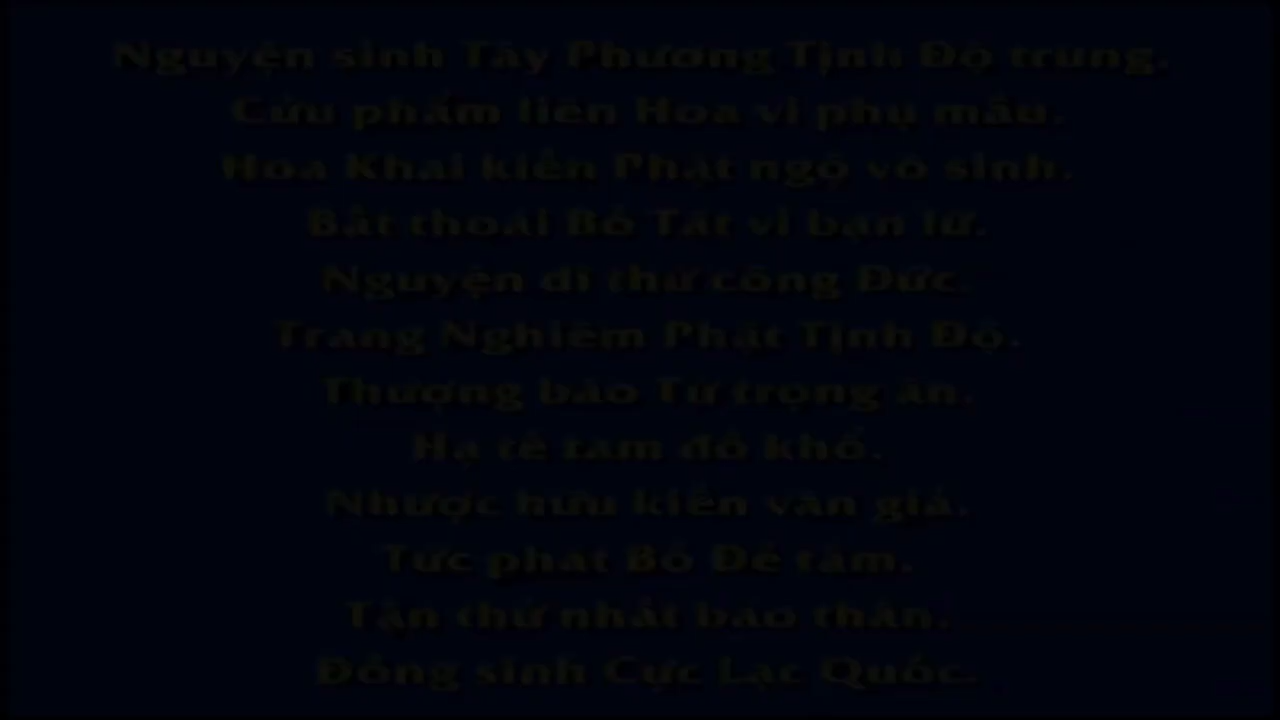 Nguyện sinh Tây Phương Tịnh Độ trung.
Cửu phẩm liên Hoa vi phụ mẫu.
Hoa Khai kiến Phật ngộ vô sinh.
Bất thoái Bồ Tát vi bạn lữ.
Nguyện dĩ thử công Đức.
Trang Nghiêm Phật Tịnh Độ.
Thượng báo Tứ trọng ân.
Hạ tế tam đồ khổ.
Nhược hữu kiến văn giả.
Tức phát Bồ Đề tâm.
Tận thử nhất báo thân.
Đồng sinh Cực Lạc Quốc.